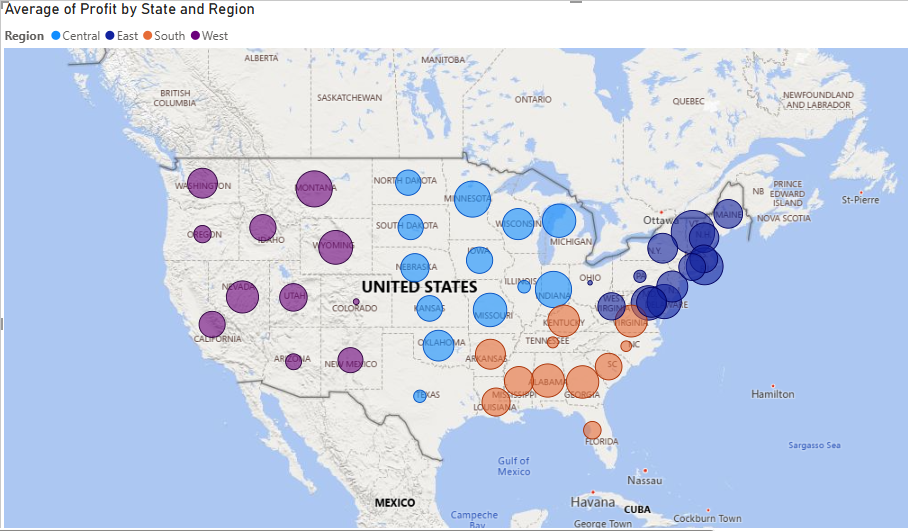 Average of Profit by State and Region
Region Central East South West
ALBERTA
MANITOBA
BRITISH
COLUMBIA
SASKATCHEWAN
ONTARIO
QUEBEC
NEWFOUNDLAND
AND LABRADOR
WASHINGTON
MONTANA
NORTH DAKOTA
MINNESOTA
NB
PRINCE
EDWARD
ISLAND
St-Pierre
NOVA SCOTIA
MAINE
Ottawa
OREGON
IDAHO
SOUTH DAKOTA
WISCONSIN
MICHIGAN
N.H.
N.Y.
WYOMING
IOWA
NEBRASKA
PA
OHIO
ILLINOIS
INDIANA
UNITED STATES
NEVADA
UTAH
COLORADO
KANSAS
MISSOURI
WEST
VIRGINIA
KENTUCKY
VIRGINIA
CALIFORNIA
OKLAHOMA
TENNESSEE
NC
ARIZONA
NEW MEXICO
ARKANSAS
SC
ALABAMA
TEXAS
MISSISSIPPI
GEORGIA
LOUISIANA
Hamilton
FLORIDA
Sargasso Sea
Gulf of
Mexico
Nassau
MEXICO
Havana
CUBA
Campeche
Bay
George Town
Cockburn Town